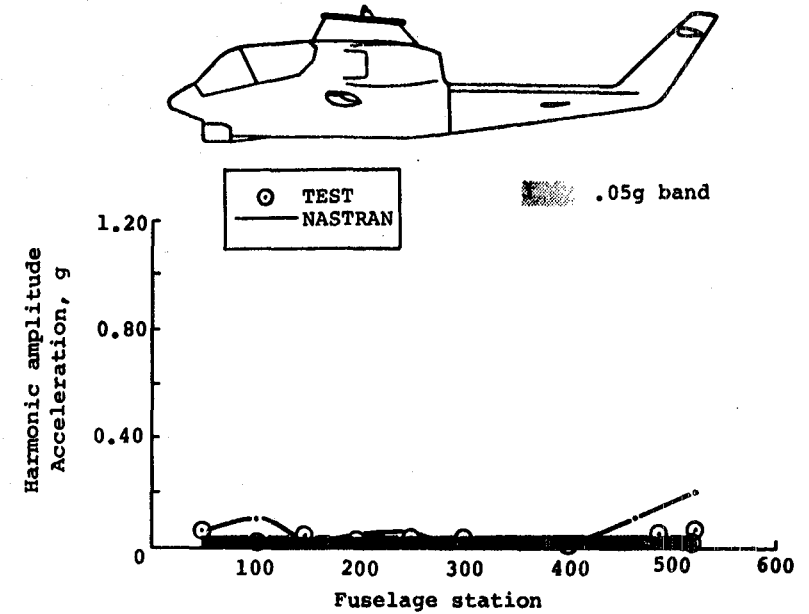 TEST
NASTRAN
.05g band
1.20
0.80
0.40
0
Harmonic amplitude
Acceleration, g
100
200
300
400
500
600
Fuselage station